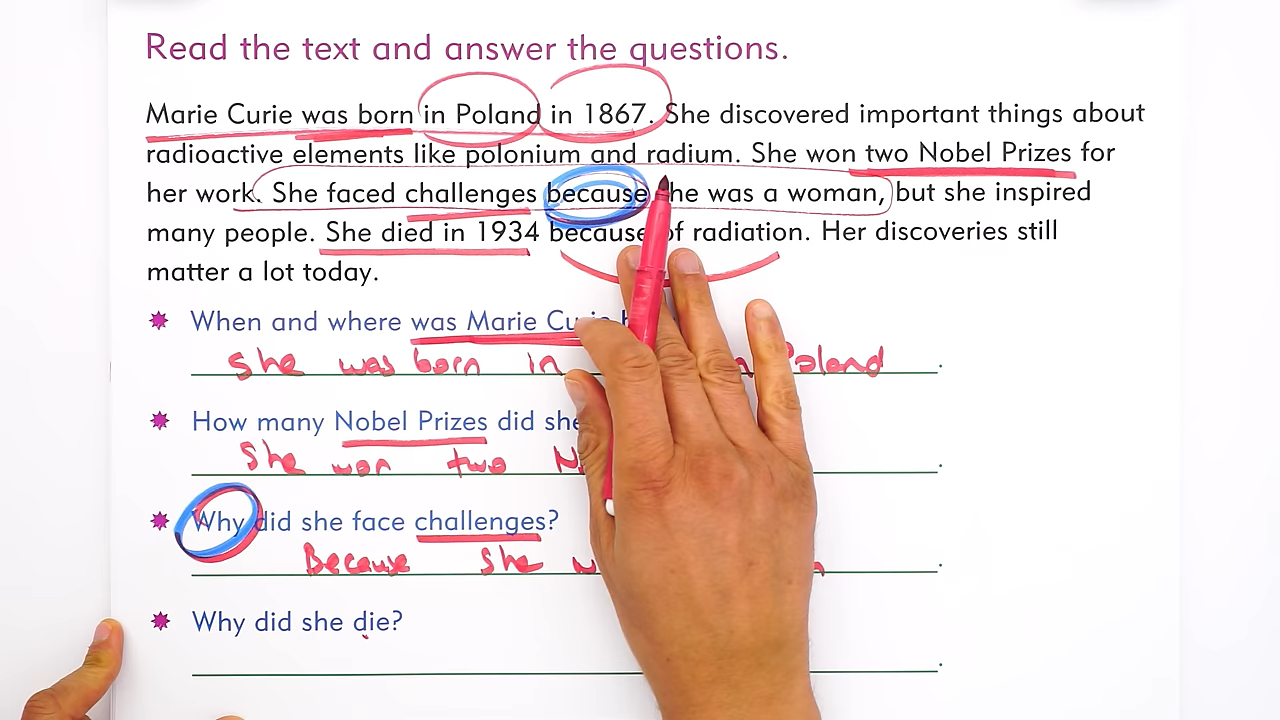 Read the text and answer the questions.
Marie Curie was born in Poland in 1867. She discovered important things about
radioactive elements like polonium and radium. She won two Nobel Prizes for
her work. She faced challenges because she was a woman, but she inspired
many people. She died in 1934 because of radiation. Her discoveries still
matter a lot today.
When and where was Marie Curie
She was born in Poland
How many Nobel Prizes did she
She won two
Why did she face challenges?
Because She
Why did she die?